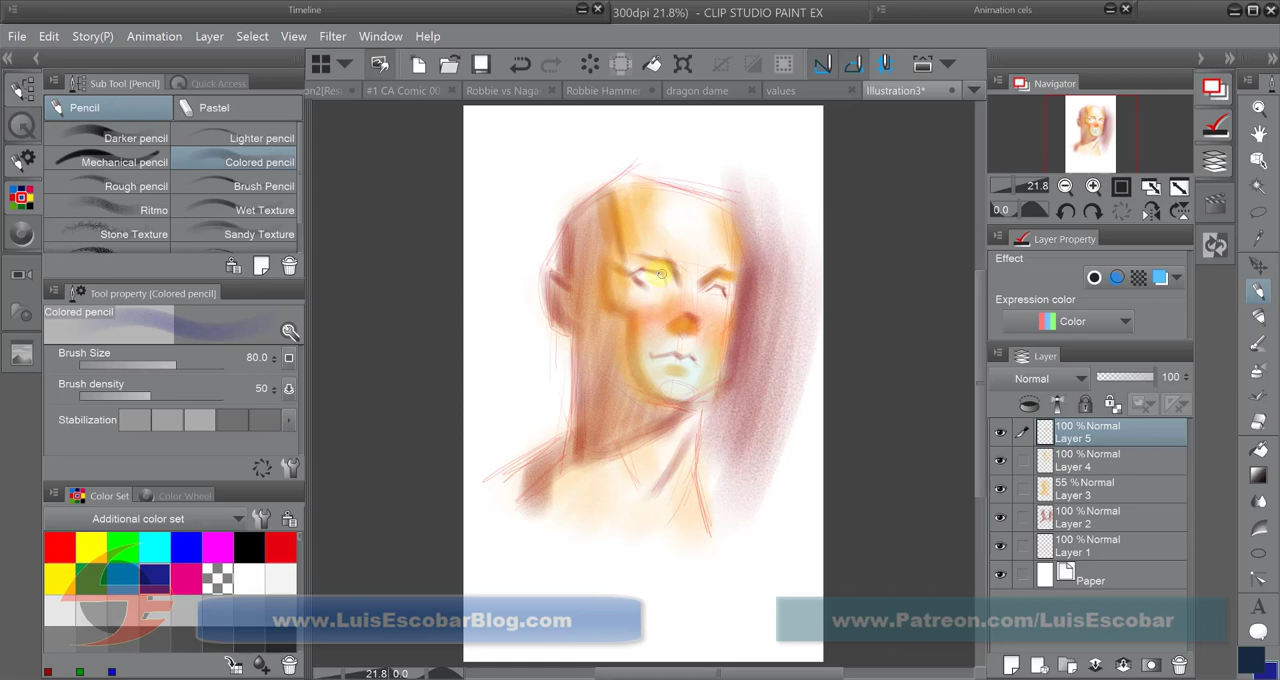 Timeline
300dpi 21.8%) - CLIP STUDIO PAINT EX
Animation cels
File Edit Story(P) Animation Layer Select View Filter Window Help
Sub Tool [Pencil] Quick Access
on2[Res: #1 CA Comic 00 Robbie vs Nagas Robbie Hammer dragon dame values Illustration3*
Navigator
Pencil Pastel
Darker pencil Lighter pencil
Mechanical pencil Colored pencil
Rough pencil Brush Pencil
Ritmo Wet Texture
Stone Texture Sandy Texture
21.8
0.0
Layer Property
Effect
Expression color
Color
Tool property [Colored pencil]
Colored pencil
Brush Size 80.0
Brush density 50
Stabilization
Layer
Normal 100
100 %Normal
Layer 5
100 %Normal
Layer 4
55 %Normal
Layer 3
100 %Normal
Layer 2
100 %Normal
Layer 1
Paper
Color Set Color Wheel
Additional color set
www.LuisEscobarBlog.com
www.Patreon.com/LuisEscobar
21.8 0.0